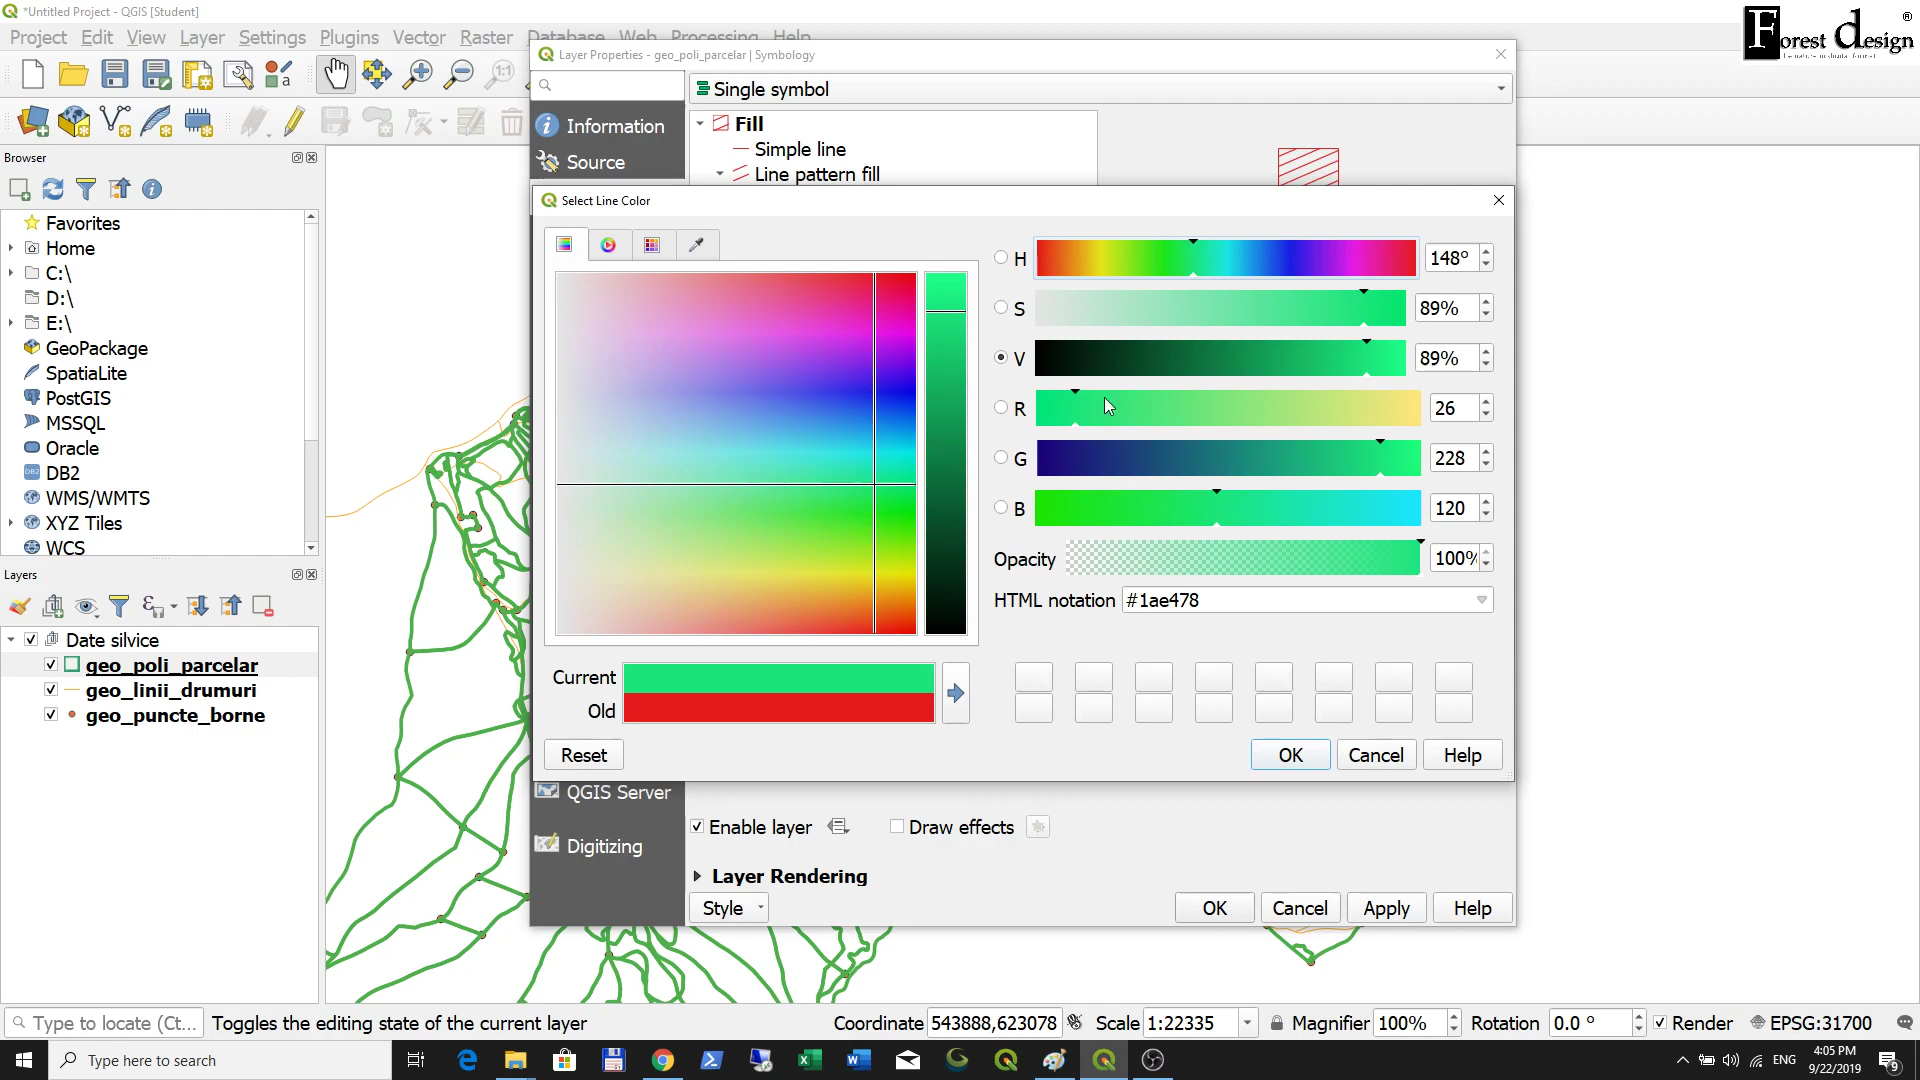 *Untitled Project - QGIS [Student]
Forest design ®
Project Edit View Layer Settings Plugins Vector Raster Database Web Processing Help
Layer Properties - geo_poli_parcelar | Symbology
Single symbol
Information
Source
Fill
Simple line
Line pattern fill
Browser
Favorites
Home
C:\
D:\
E:\
GeoPackage
SpatiaLite
PostGIS
MSSQL
Oracle
DB2
WMS/WMTS
XYZ Tiles
WCS
Select Line Color
H 148°
S 89%
V 89%
R 26
G 228
B 120
Opacity 100%
HTML notation #1ae478
Current
Old
Reset
OK Cancel Help
Layers
Date silvice
geo_poli_parcelar
geo_linii_drumuri
geo_puncte_borne
QGIS Server
Digitizing
Enable layer Draw effects
Layer Rendering
Style
OK Cancel Apply Help
Type to locate (Ct... Toggles the editing state of the current layer Coordinate 543888,623078 Scale 1:22335 Magnifier 100% Rotation 0.0 ° Render EPSG:31700
Type here to search
ENG
4:05 PM
9/22/2019
9